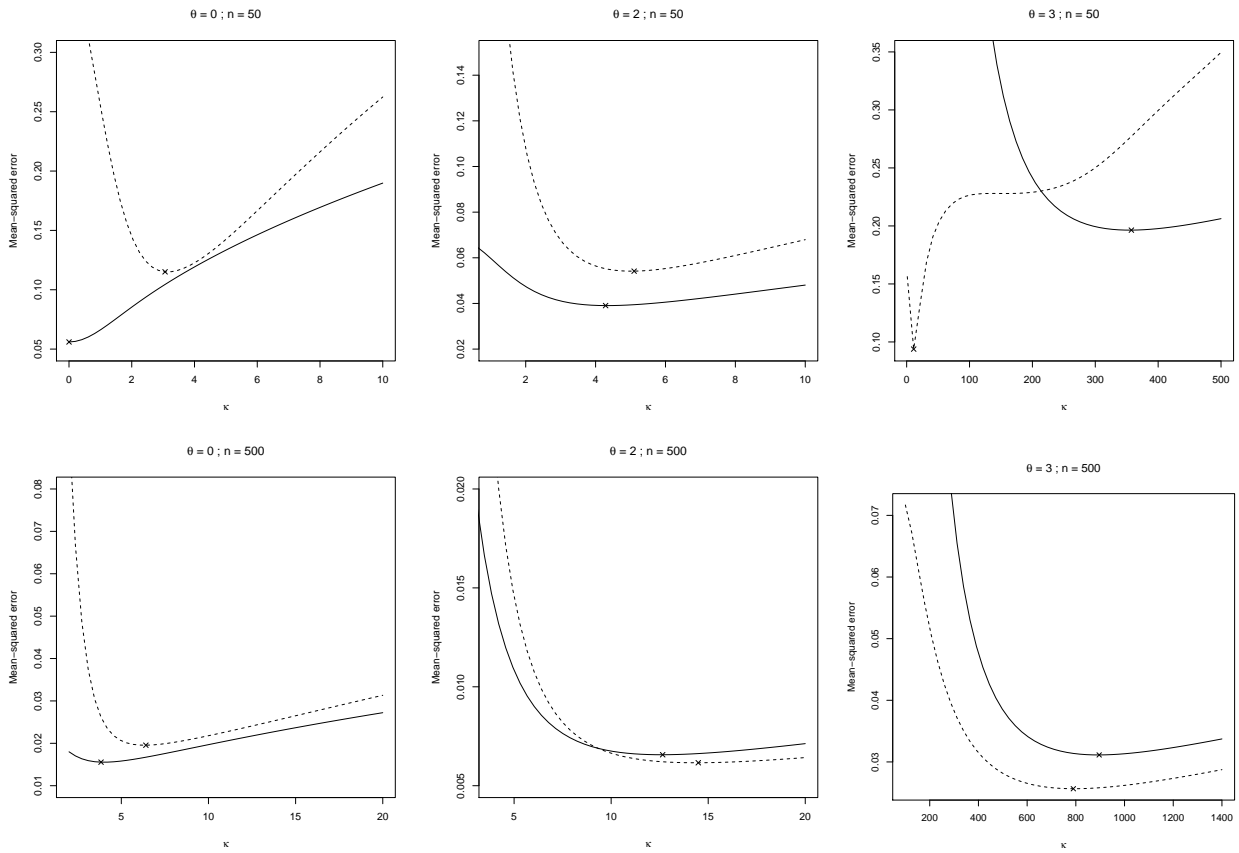 θ = 0 ; n = 50
Mean−squared error
0.05 0.10 0.15 0.20 0.25 0.30
0 2 4 6 8 10
κ
θ = 2 ; n = 50
Mean−squared error
0.02 0.04 0.06 0.08 0.10 0.12 0.14
2 4 6 8 10
κ
θ = 3 ; n = 50
Mean−squared error
0.10 0.15 0.20 0.25 0.30 0.35
0 100 200 300 400 500
κ
θ = 0 ; n = 500
Mean−squared error
0.01 0.02 0.03 0.04 0.05 0.06 0.07 0.08
5 10 15 20
κ
θ = 2 ; n = 500
Mean−squared error
0.005 0.010 0.015 0.020
5 10 15 20
κ
θ = 3 ; n = 500
Mean−squared error
0.03 0.04 0.05 0.06 0.07
200 400 600 800 1000 1200 1400
κ